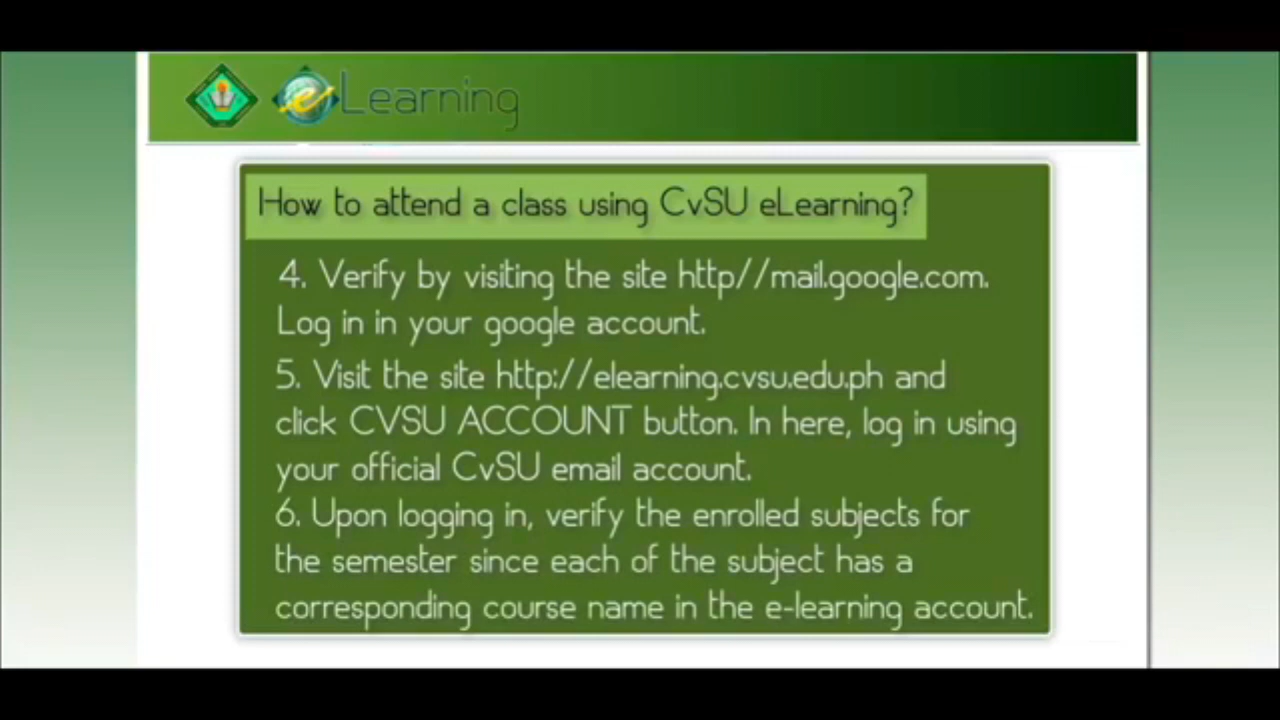 eLearning
How to attend a class using CvSU eLearning?
4. Verify by visiting the site http//mail.google.com.
Log in in your google account.
5. Visit the site http://elearning.cvsu.edu.ph and
click CVSU ACCOUNT button. In here, log in using
your official CvSU email account.
6. Upon logging in, verify the enrolled subjects for
the semester since each of the subject has a
corresponding course name in the e-learning account.